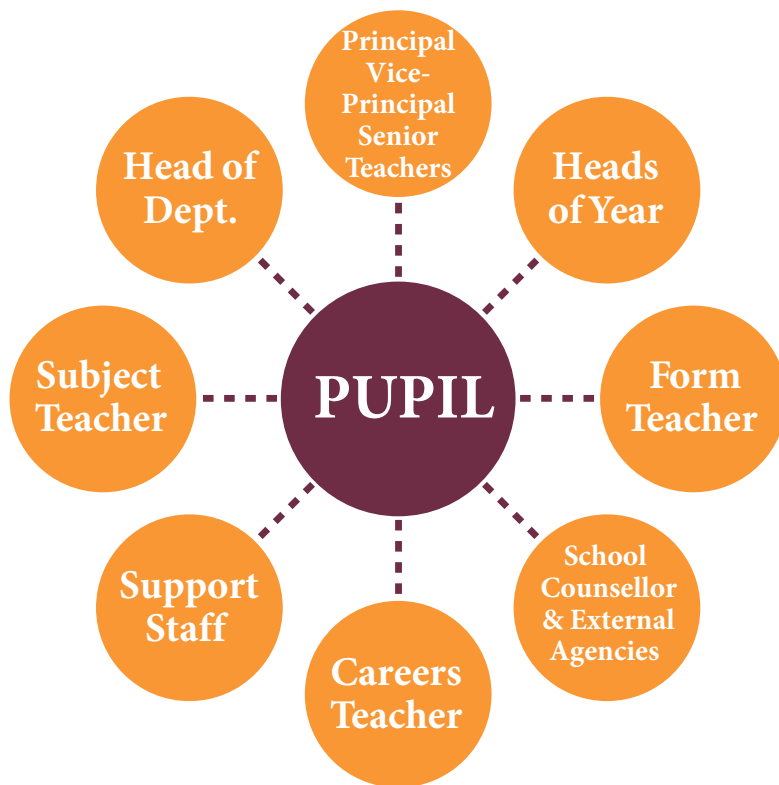 Principal
Vice-
Principal
Senior
Teachers
Head of
Dept.
Heads
of Year
Subject
Teacher
PUPIL
Form
Teacher
Support
Staff
School
Counsellor
& External
Agencies
Careers
Teacher